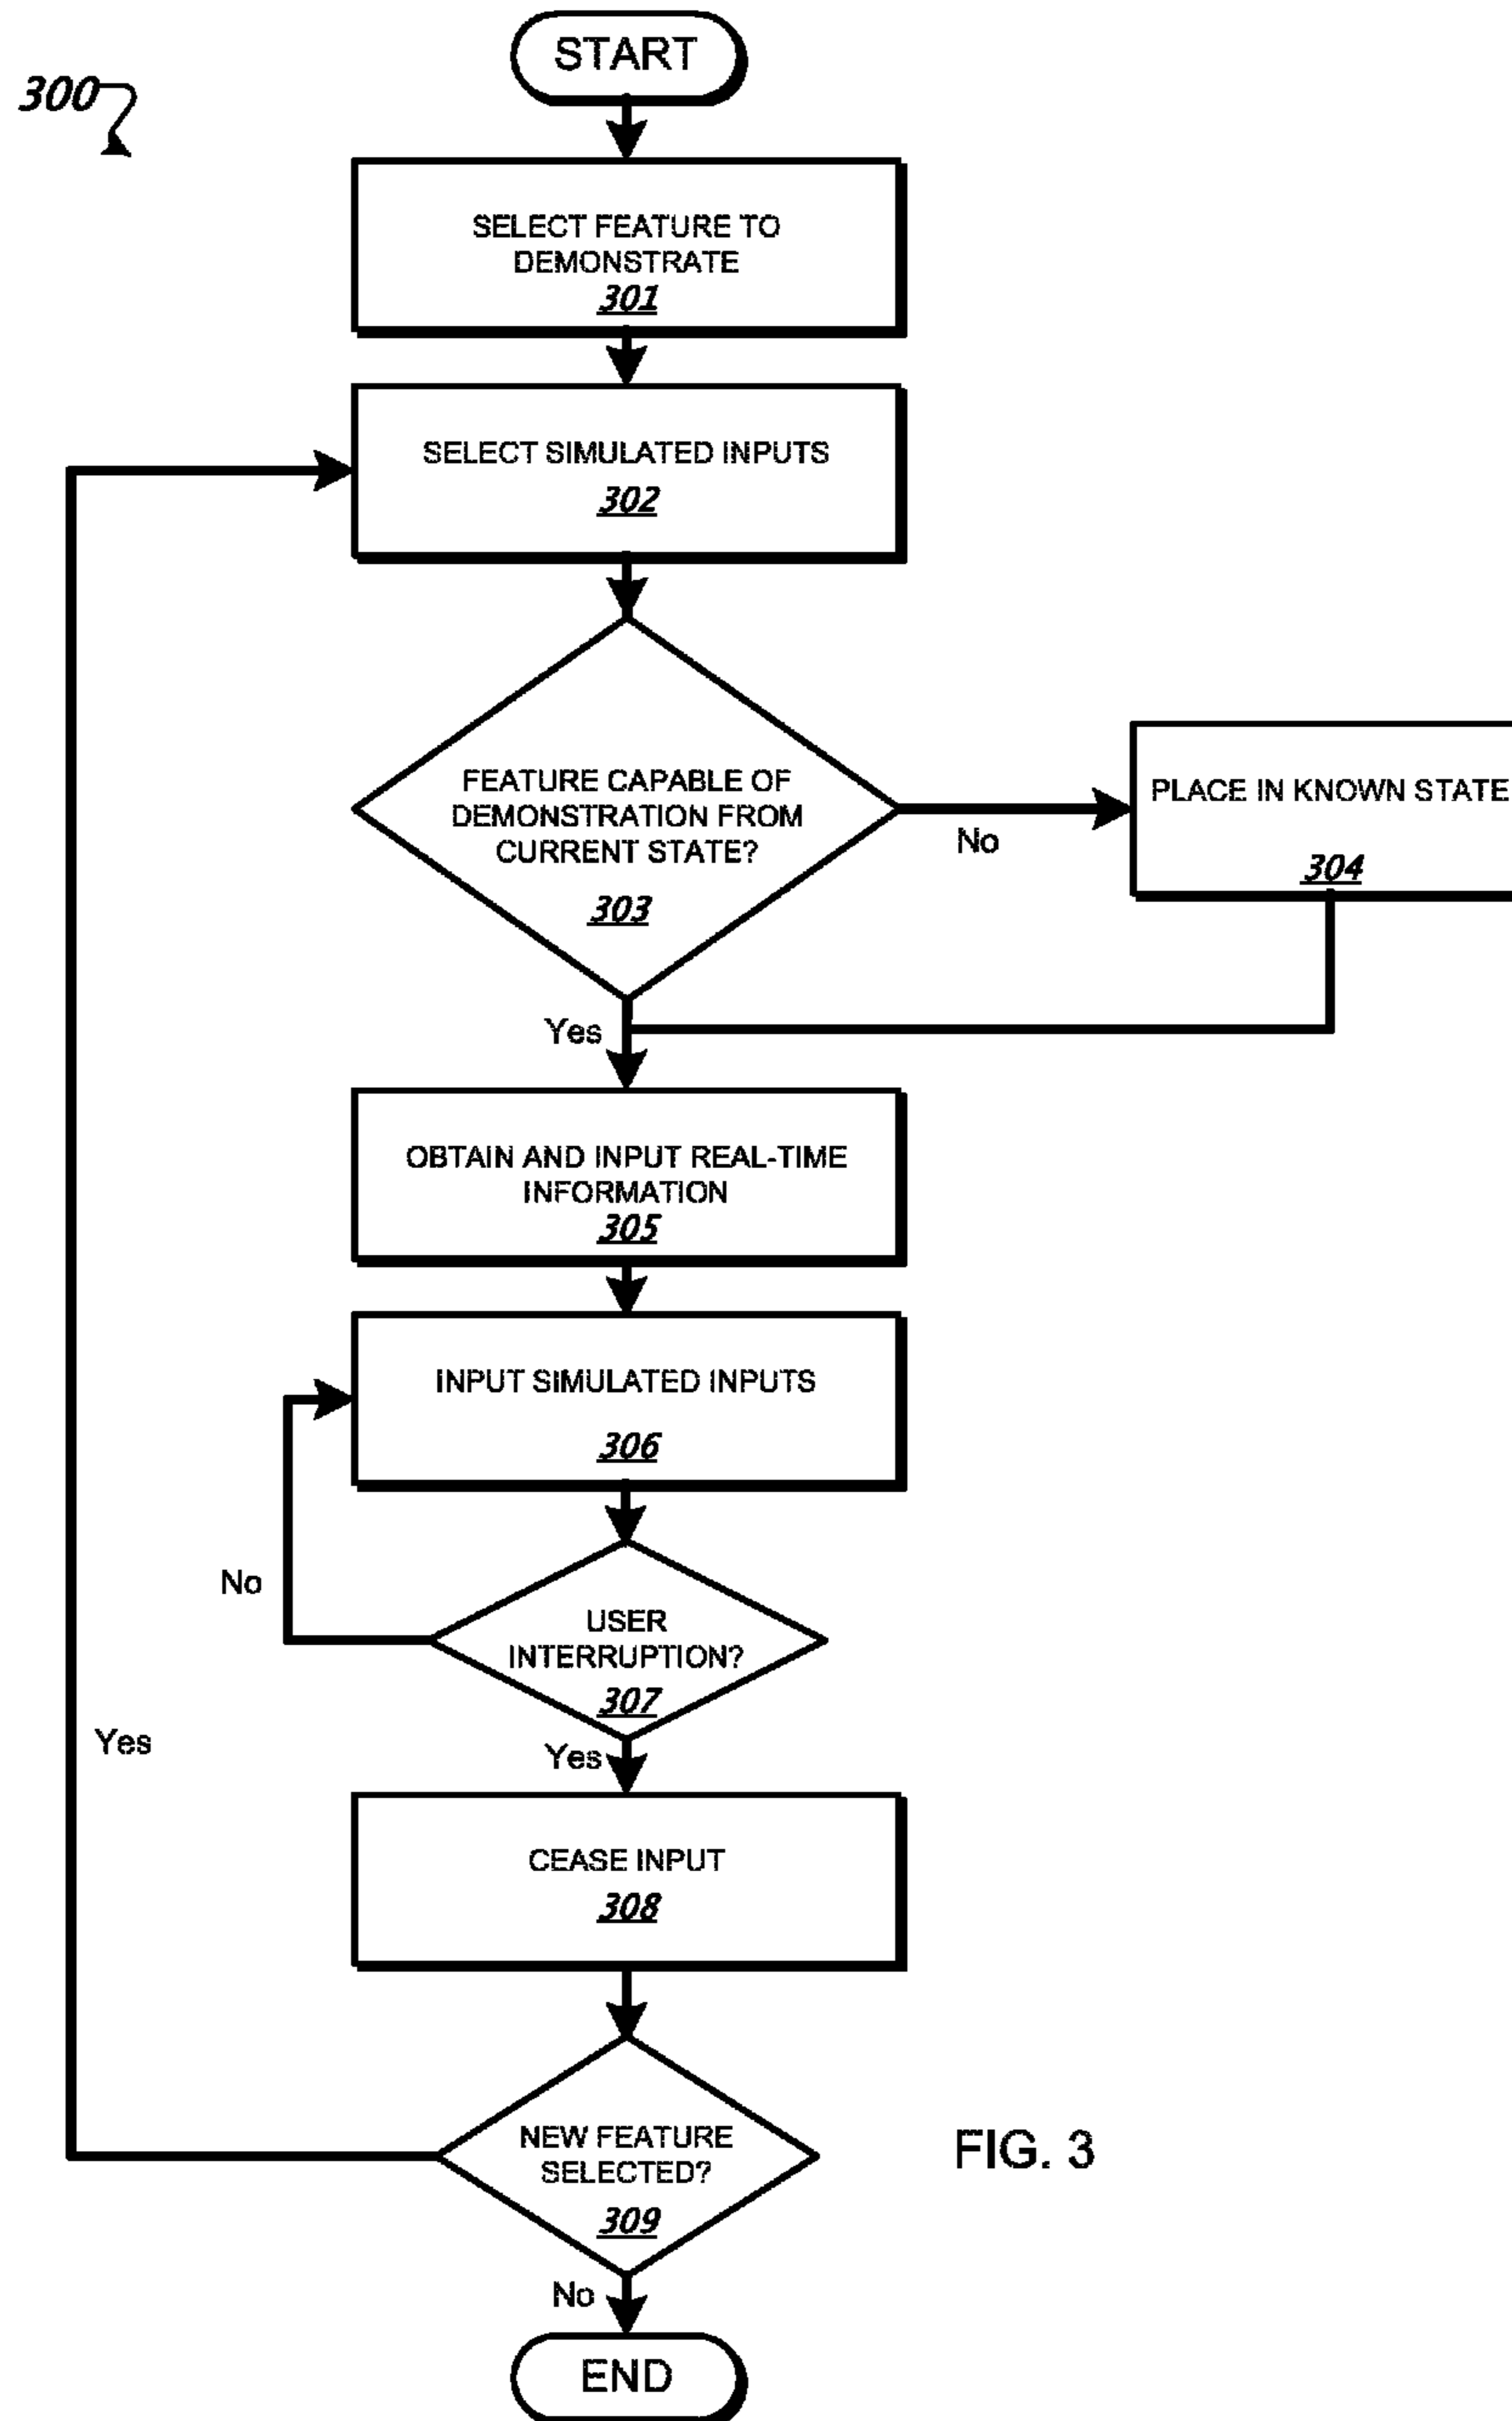 START
300
SELECT FEATURE TO
DEMONSTRATE
301
SELECT SIMULATED INPUTS
302
FEATURE CAPABLE OF
DEMONSTRATION FROM
CURRENT STATE?
303
No
PLACE IN KNOWN STATE
304
Yes
OBTAIN AND INPUT REAL-TIME
INFORMATION
305
INPUT SIMULATED INPUTS
306
No
USER
INTERRUPTION?
307
Yes
Yes
CEASE INPUT
308
NEW FEATURE
SELECTED?
309
FIG. 3
No
END